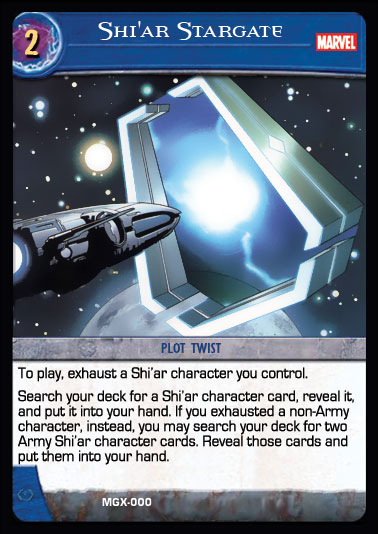 2
Shi'ar Stargate
MARVEL
PLOT TWIST
To play, exhaust a Shi'ar character you control.
Search your deck for a Shi'ar character card, reveal it,
and put it into your hand. If you exhausted a non-Army
character, instead, you may search your deck for two
Army Shi'ar character cards. Reveal those cards and
put them into your hand.
MGX-000